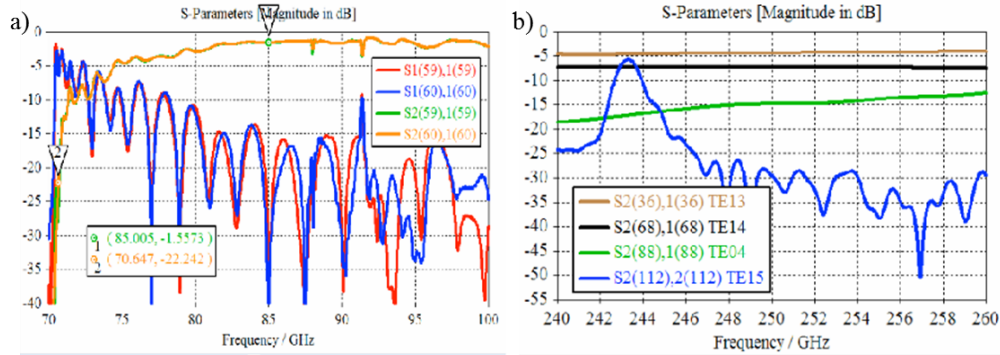 a)
S-Parameters [Magnitude in dB]
1
0
-5
-10
-15
-20
-25
-30
-35
-40
2
S1(59),1(59)
S1(60),1(60)
S2(59),1(59)
S2(60),1(60)
1 ( 85.005, -1.5573 )
2 ( 70.647, -22.242 )
70 75 80 85 90 95 100
Frequency / GHz
b)
S-Parameters [Magnitude in dB]
0
-5
-10
-15
-20
-25
-30
-35
-40
-45
-50
-55
S2(36),1(36) TE13
S2(68),1(68) TE14
S2(88),1(88) TE04
S2(112),2(112) TE15
240 242 244 246 248 250 252 254 256 258 260
Frequency / GHz